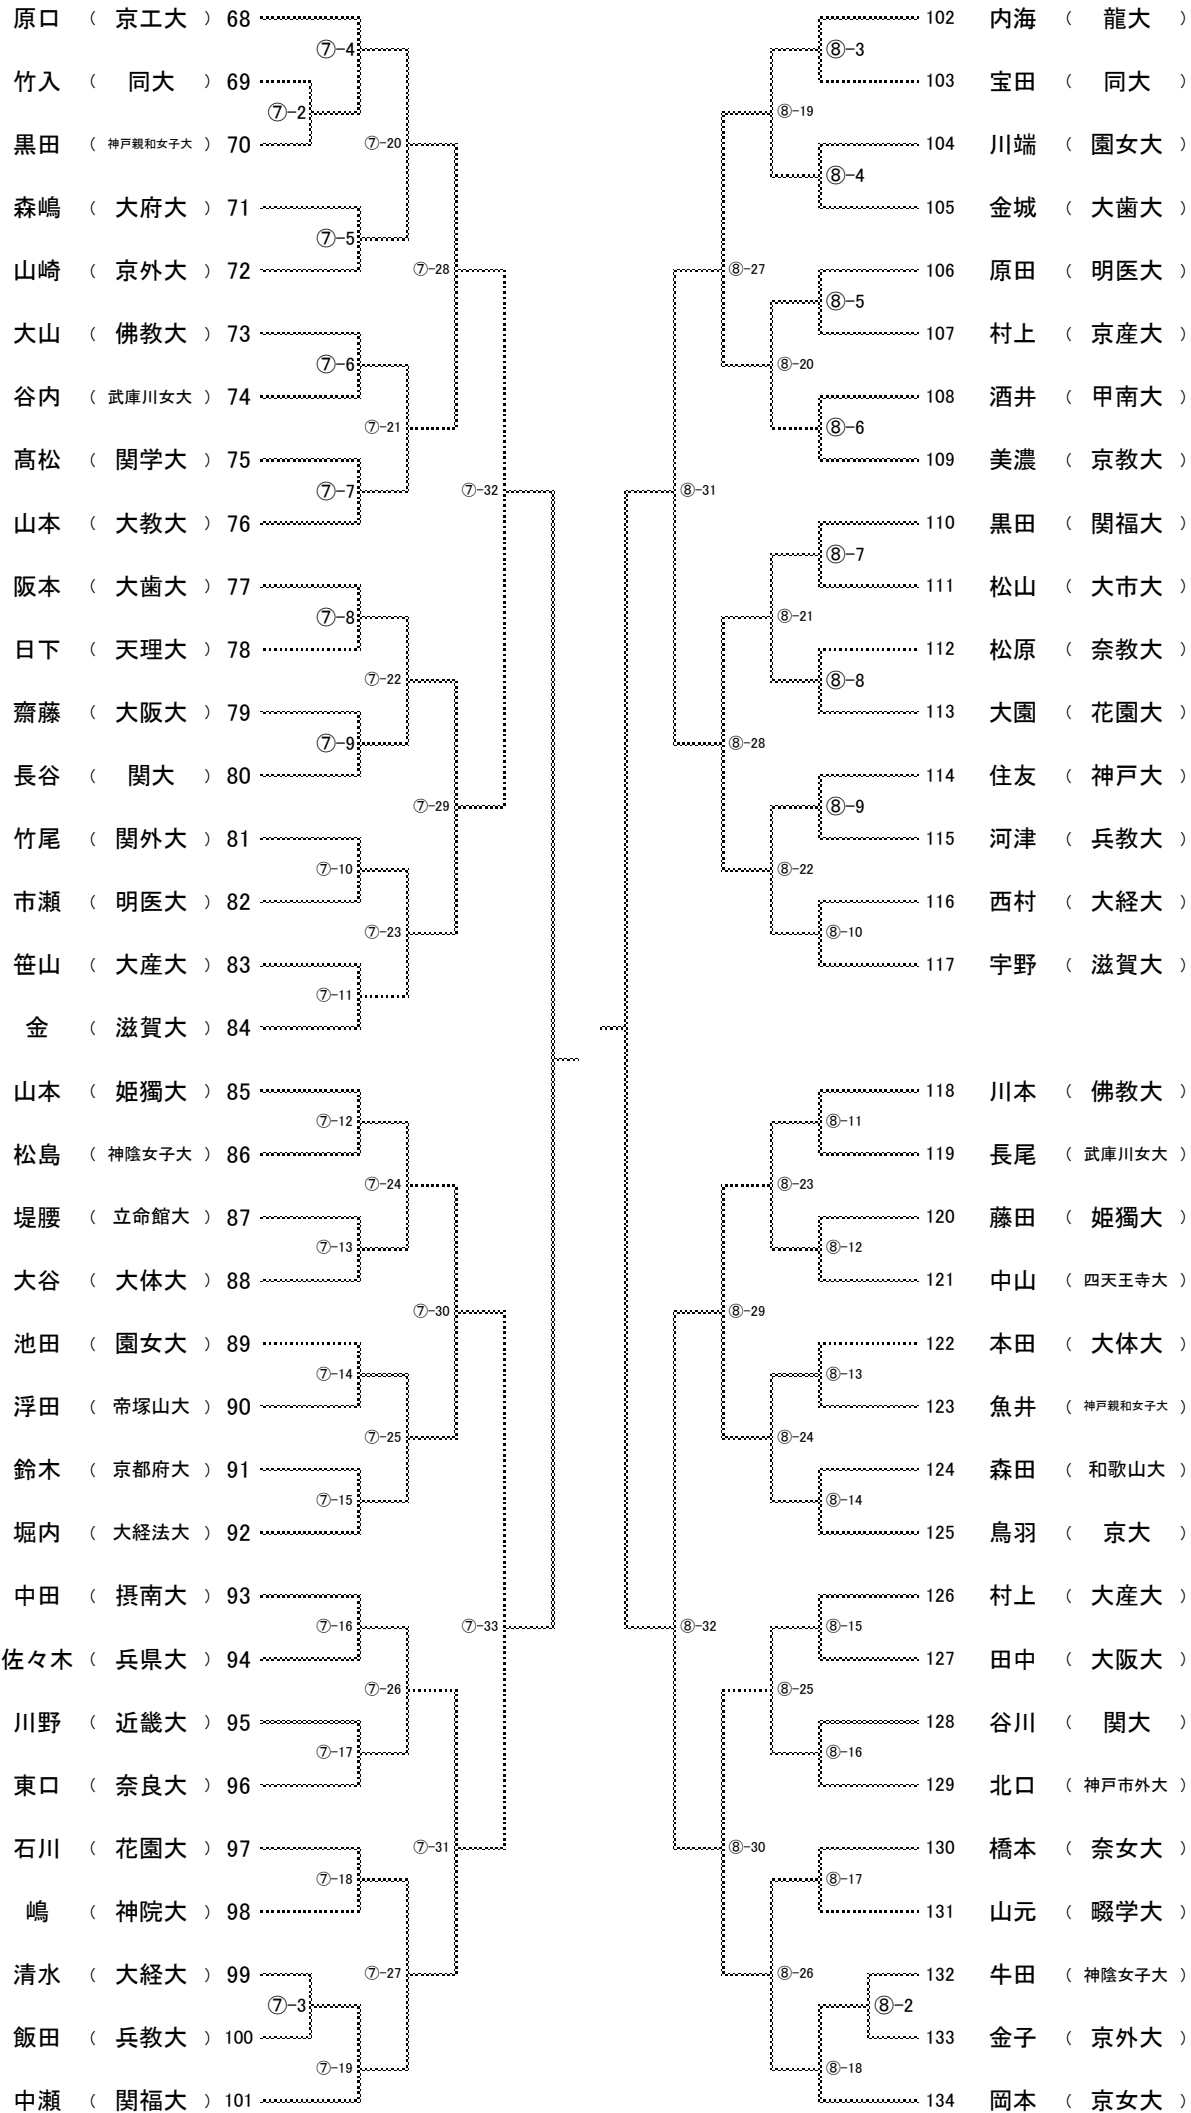 原口 ( 京工大 ) 68
⑦-4
竹入 ( 同大 ) 69
⑦-2
黒田 ( 神戸親和女子大 ) 70
⑦-20
森嶋 ( 大府大 ) 71
⑦-5
山崎 ( 京外大 ) 72
⑦-28
大山 ( 佛教大 ) 73
⑦-6
谷内 ( 武庫川女大 ) 74
⑦-21
髙松 ( 関学大 ) 75
⑦-7
⑦-32
山本 ( 大教大 ) 76
阪本 ( 大歯大 ) 77
⑦-8
日下 ( 天理大 ) 78
⑦-22
齋藤 ( 大阪大 ) 79
⑦-9
長谷 ( 関大 ) 80
⑦-29
竹尾 ( 関外大 ) 81
⑦-10
市瀬 ( 明医大 ) 82
⑦-23
笹山 ( 大産大 ) 83
⑦-11
金 ( 滋賀大 ) 84
山本 ( 姫獨大 ) 85
⑦-12
松島 ( 神陰女子大 ) 86
⑦-24
堤腰 ( 立命館大 ) 87
⑦-13
大谷 ( 大体大 ) 88
⑦-30
池田 ( 園女大 ) 89
⑦-14
浮田 ( 帝塚山大 ) 90
⑦-25
鈴木 ( 京都府大 ) 91
⑦-15
堀内 ( 大経法大 ) 92
中田 ( 摂南大 ) 93
⑦-16
⑦-33
佐々木 ( 兵県大 ) 94
⑦-26
川野 ( 近畿大 ) 95
⑦-17
東口 ( 奈良大 ) 96
石川 ( 花園大 ) 97
⑦-31
⑦-18
嶋 ( 神院大 ) 98
清水 ( 大経大 ) 99
⑦-27
⑦-3
飯田 ( 兵教大 ) 100
⑦-19
中瀬 ( 関福大 ) 101
102 内海 ( 龍大 )
⑧-3
103 宝田 ( 同大 )
⑧-19
104 川端 ( 園女大 )
⑧-4
105 金城 ( 大歯大 )
⑧-27
106 原田 ( 明医大 )
⑧-5
107 村上 ( 京産大 )
⑧-20
108 酒井 ( 甲南大 )
⑧-6
109 美濃 ( 京教大 )
⑧-31
110 黒田 ( 関福大 )
⑧-7
111 松山 ( 大市大 )
⑧-21
112 松原 ( 奈教大 )
⑧-8
113 大園 ( 花園大 )
⑧-28
114 住友 ( 神戸大 )
⑧-9
115 河津 ( 兵教大 )
⑧-22
116 西村 ( 大経大 )
⑧-10
117 宇野 ( 滋賀大 )
118 川本 ( 佛教大 )
⑧-11
119 長尾 ( 武庫川女大 )
⑧-23
120 藤田 ( 姫獨大 )
⑧-12
121 中山 ( 四天王寺大 )
⑧-29
122 本田 ( 大体大 )
⑧-13
123 魚井 ( 神戸親和女子大 )
⑧-24
124 森田 ( 和歌山大 )
⑧-14
125 鳥羽 ( 京大 )
126 村上 ( 大産大 )
⑧-15
⑧-32
127 田中 ( 大阪大 )
⑧-25
128 谷川 ( 関大 )
⑧-16
129 北口 ( 神戸市外大 )
130 橋本 ( 奈女大 )
⑧-30
⑧-17
131 山元 ( 畷学大 )
132 牛田 ( 神陰女子大 )
⑧-26
⑧-2
133 金子 ( 京外大 )
⑧-18
134 岡本 ( 京女大 )